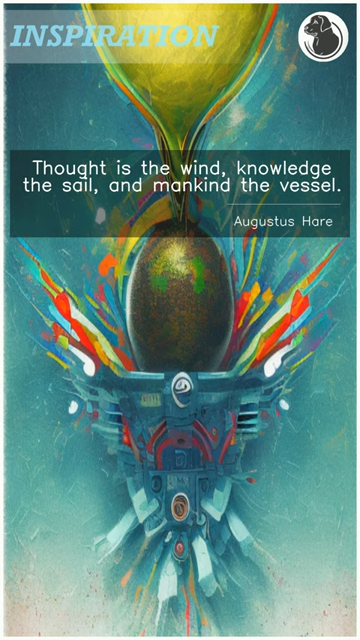 INSPIRATION
Thought is the wind, knowledge
the sail, and mankind the vessel.
Augustus Hare